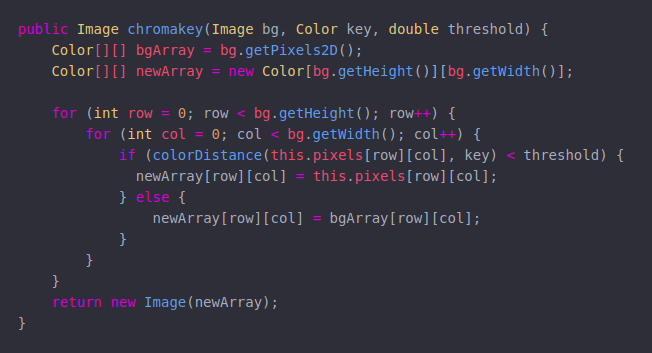 public Image chromakey(Image bg, Color key, double threshold) {
    Color[][] bgArray = bg.getPixels2D();
    Color[][] newArray = new Color[bg.getHeight()][bg.getWidth()];

    for (int row = 0; row < bg.getHeight(); row++) {
        for (int col = 0; col < bg.getWidth(); col++) {
            if (colorDistance(this.pixels[row][col], key) < threshold) {
              newArray[row][col] = this.pixels[row][col];
            } else {
                newArray[row][col] = bgArray[row][col];
            }
        }
    }
    return new Image(newArray);
}